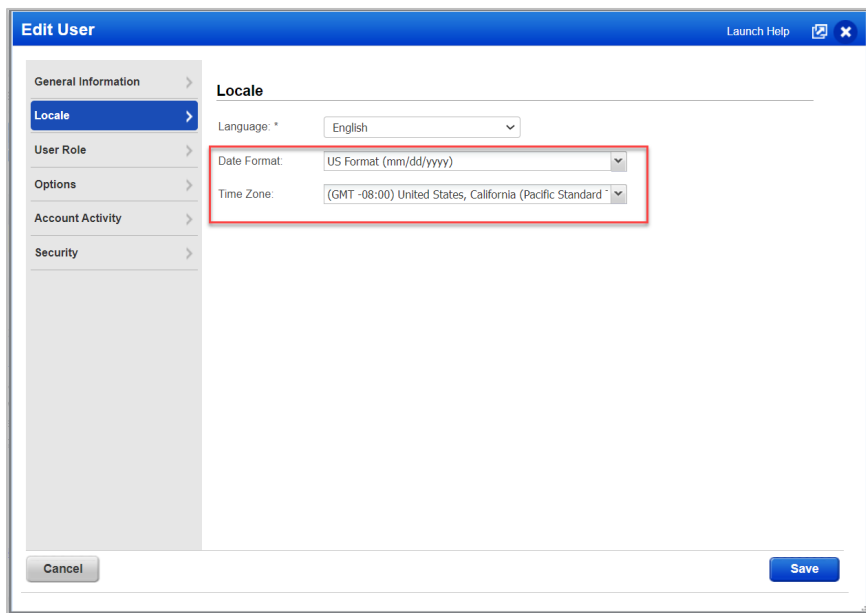 Edit User
Launch Help
General Information
Locale
User Role
Options
Account Activity
Security
Locale
Language: * English
Date Format: US Format (mm/dd/yyyy)
Time Zone: (GMT -08:00) United States, California (Pacific Standard
Cancel
Save